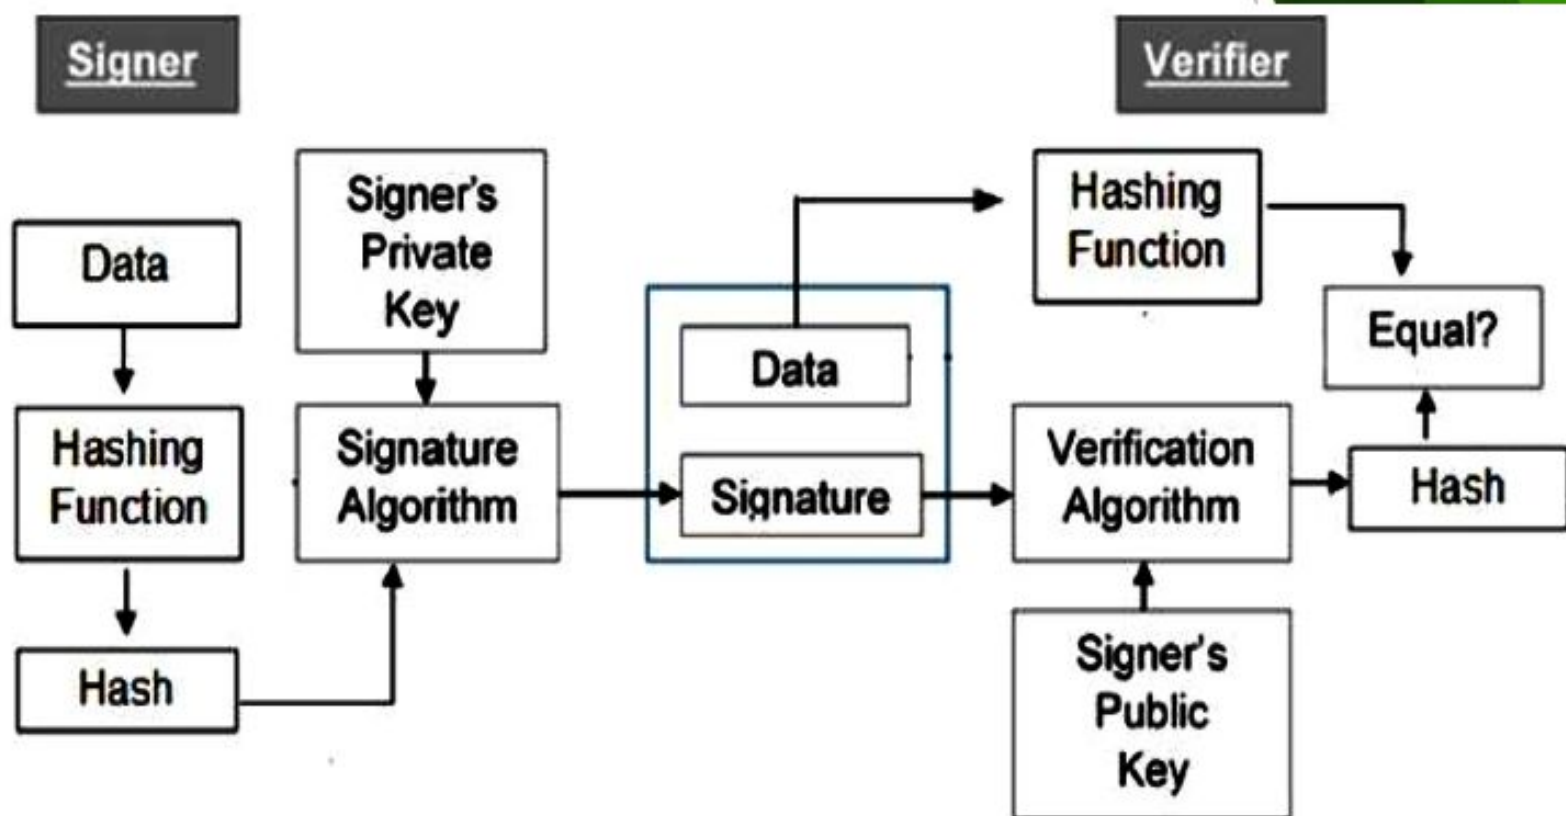 Signer
Verifier
Data
Hashing
Function
Hash
Signer's
Private
Key
Signature
Algorithm
Data
Signature
Hashing
Function
Verification
Algorithm
Signer's
Public
Key
Equal?
Hash